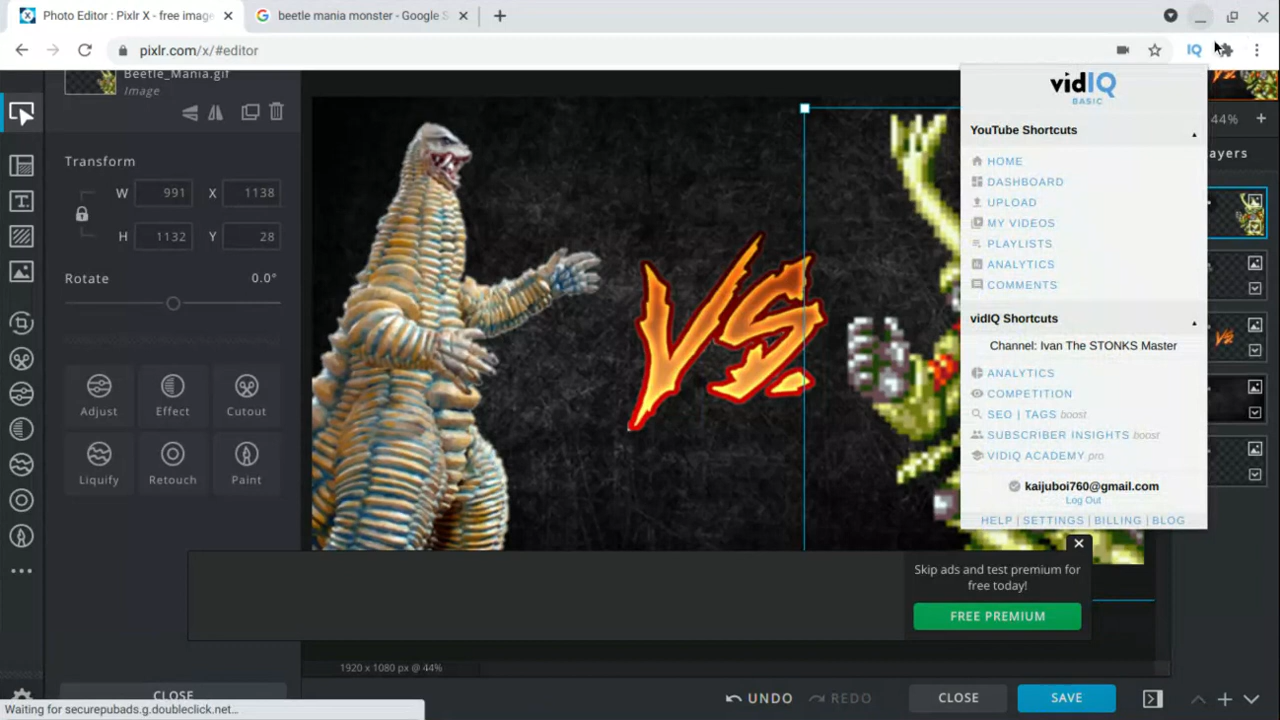 Photo Editor : Pixlr X - free image
beetle mania monster - Google S
pixlr.com/x/#editor
IQ
Beetle_Mania.gif
Image
vidIQ
BASIC
44%
Transform
YouTube Shortcuts
ayers
W 991 X 1138
HOME
DASHBOARD
UPLOAD
H 1132 Y 28
MY VIDEOS
PLAYLISTS
ANALYTICS
Rotate 0.0°
COMMENTS
VS
vidIQ Shortcuts
Channel: Ivan The STONKS Master
ANALYTICS
COMPETITION
Adjust Effect Cutout
SEO | TAGS boost
SUBSCRIBER INSIGHTS boost
VIDIQ ACADEMY pro
Liquify Retouch Paint
kaijuboi760@gmail.com
Log Out
HELP | SETTINGS | BILLING | BLOG
Skip ads and test premium for
free today!
FREE PREMIUM
1920 x 1080 px @ 44%
CLOSE
UNDO REDO CLOSE SAVE
Waiting for securepubads.g.doubleclick.net...